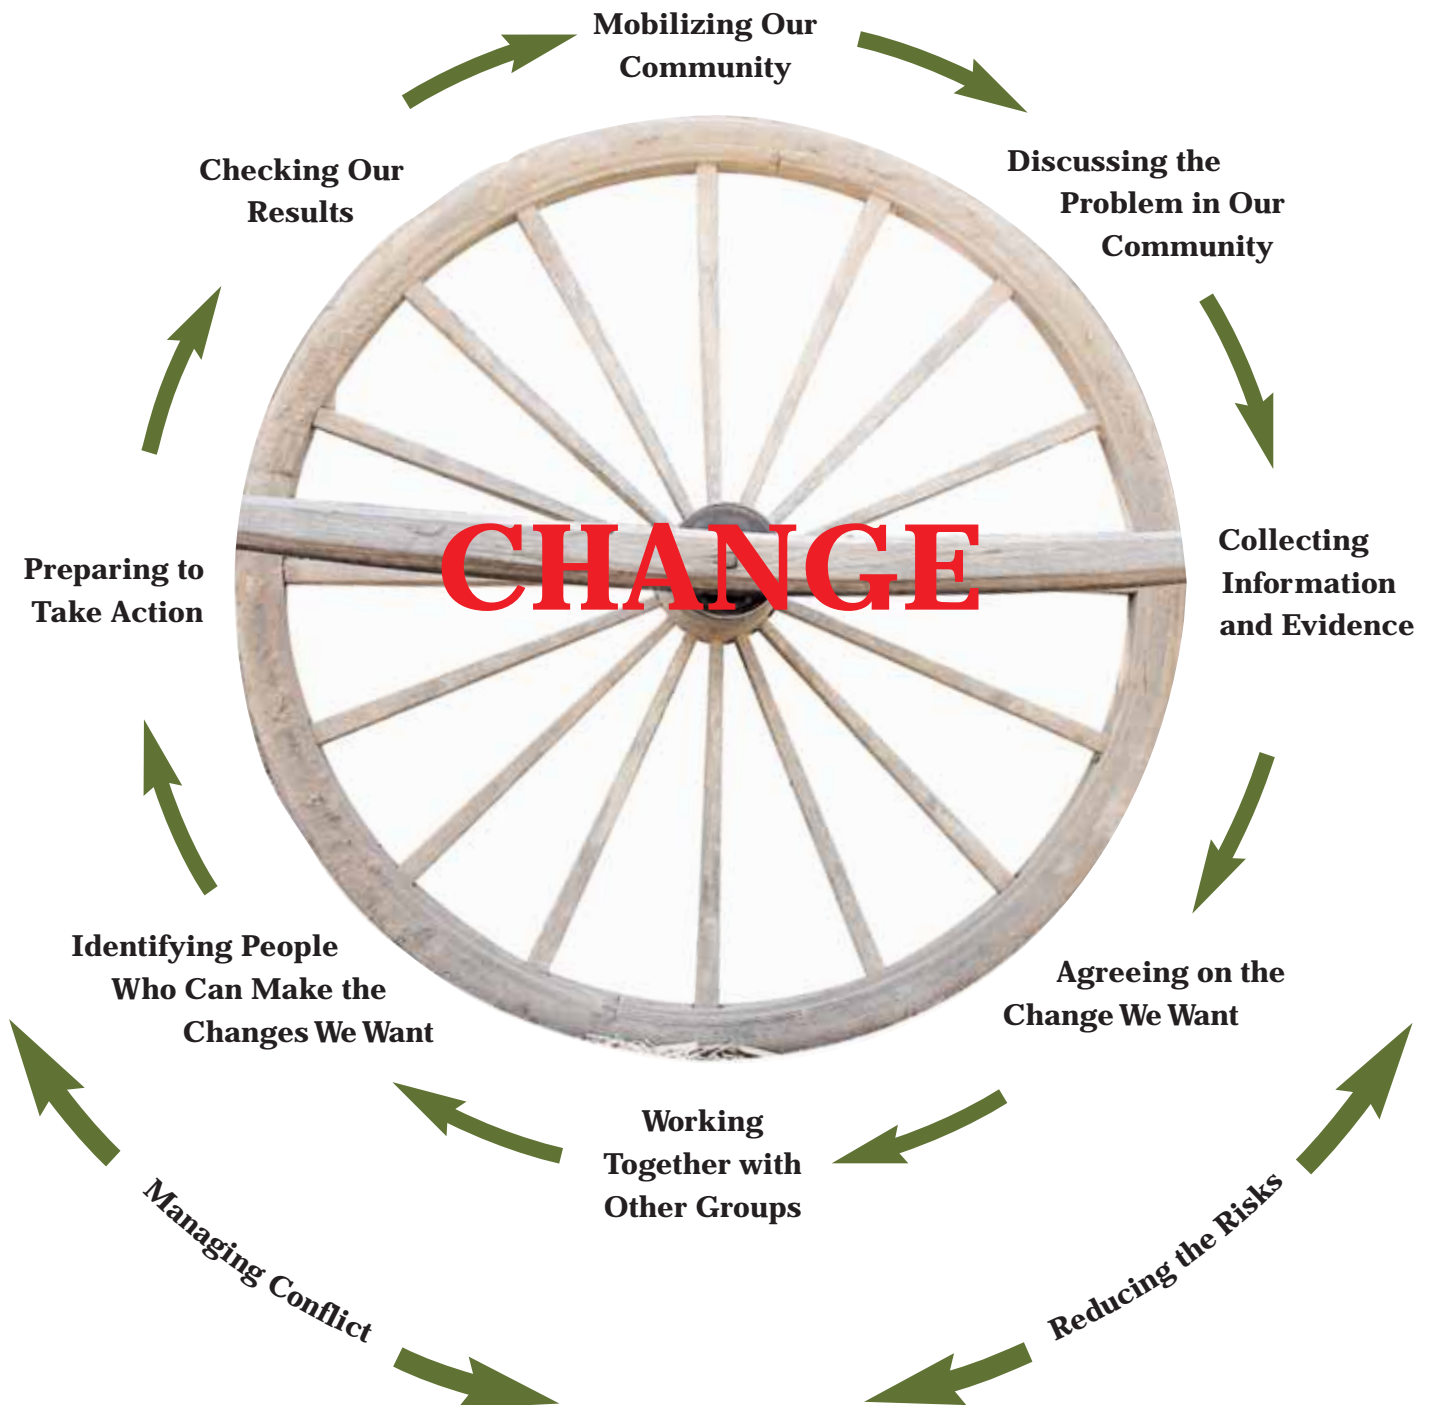 Mobilizing Our
Community
Discussing the
Problem in Our
Community
Collecting
Information
and Evidence
Agreeing on the
Change We Want
Working
Together with
Other Groups
Identifying People
Who Can Make the
Changes We Want
Preparing to
Take Action
Checking Our
Results
CHANGE
Managing Conflict
Reducing the Risks